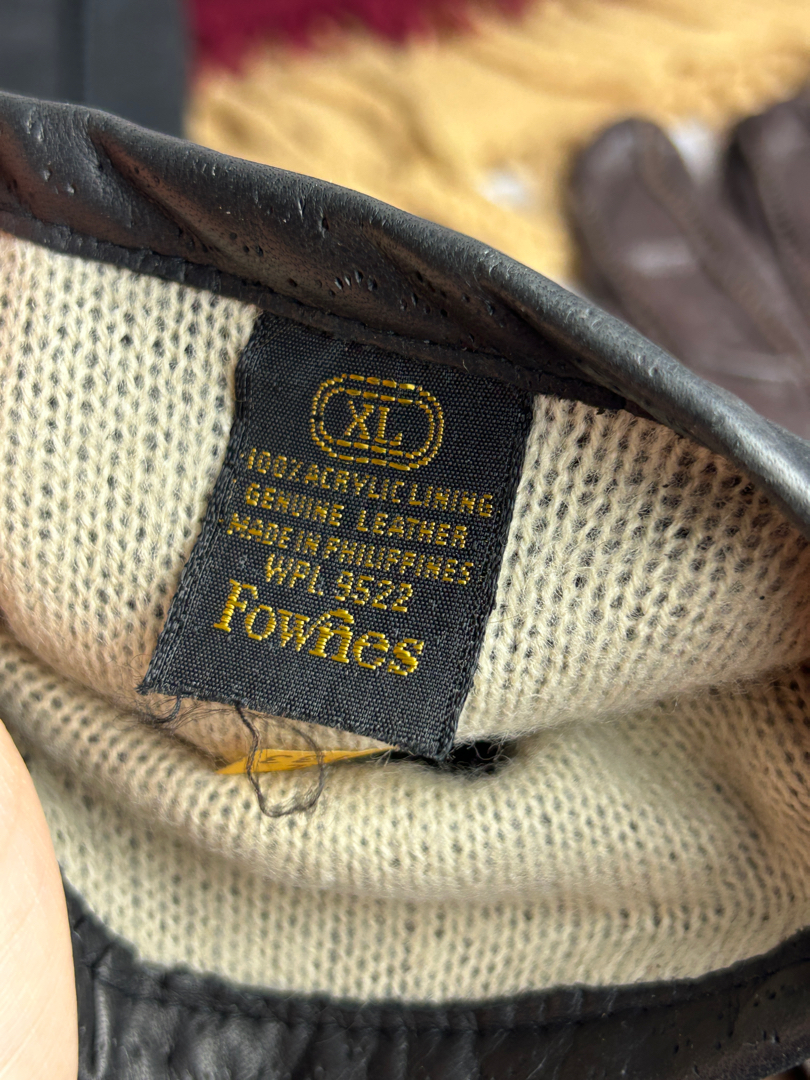 XL
100% ACRYLIC LINING
GENUINE LEATHER
MADE IN PHILIPPINES
WPL 9522
Fownes